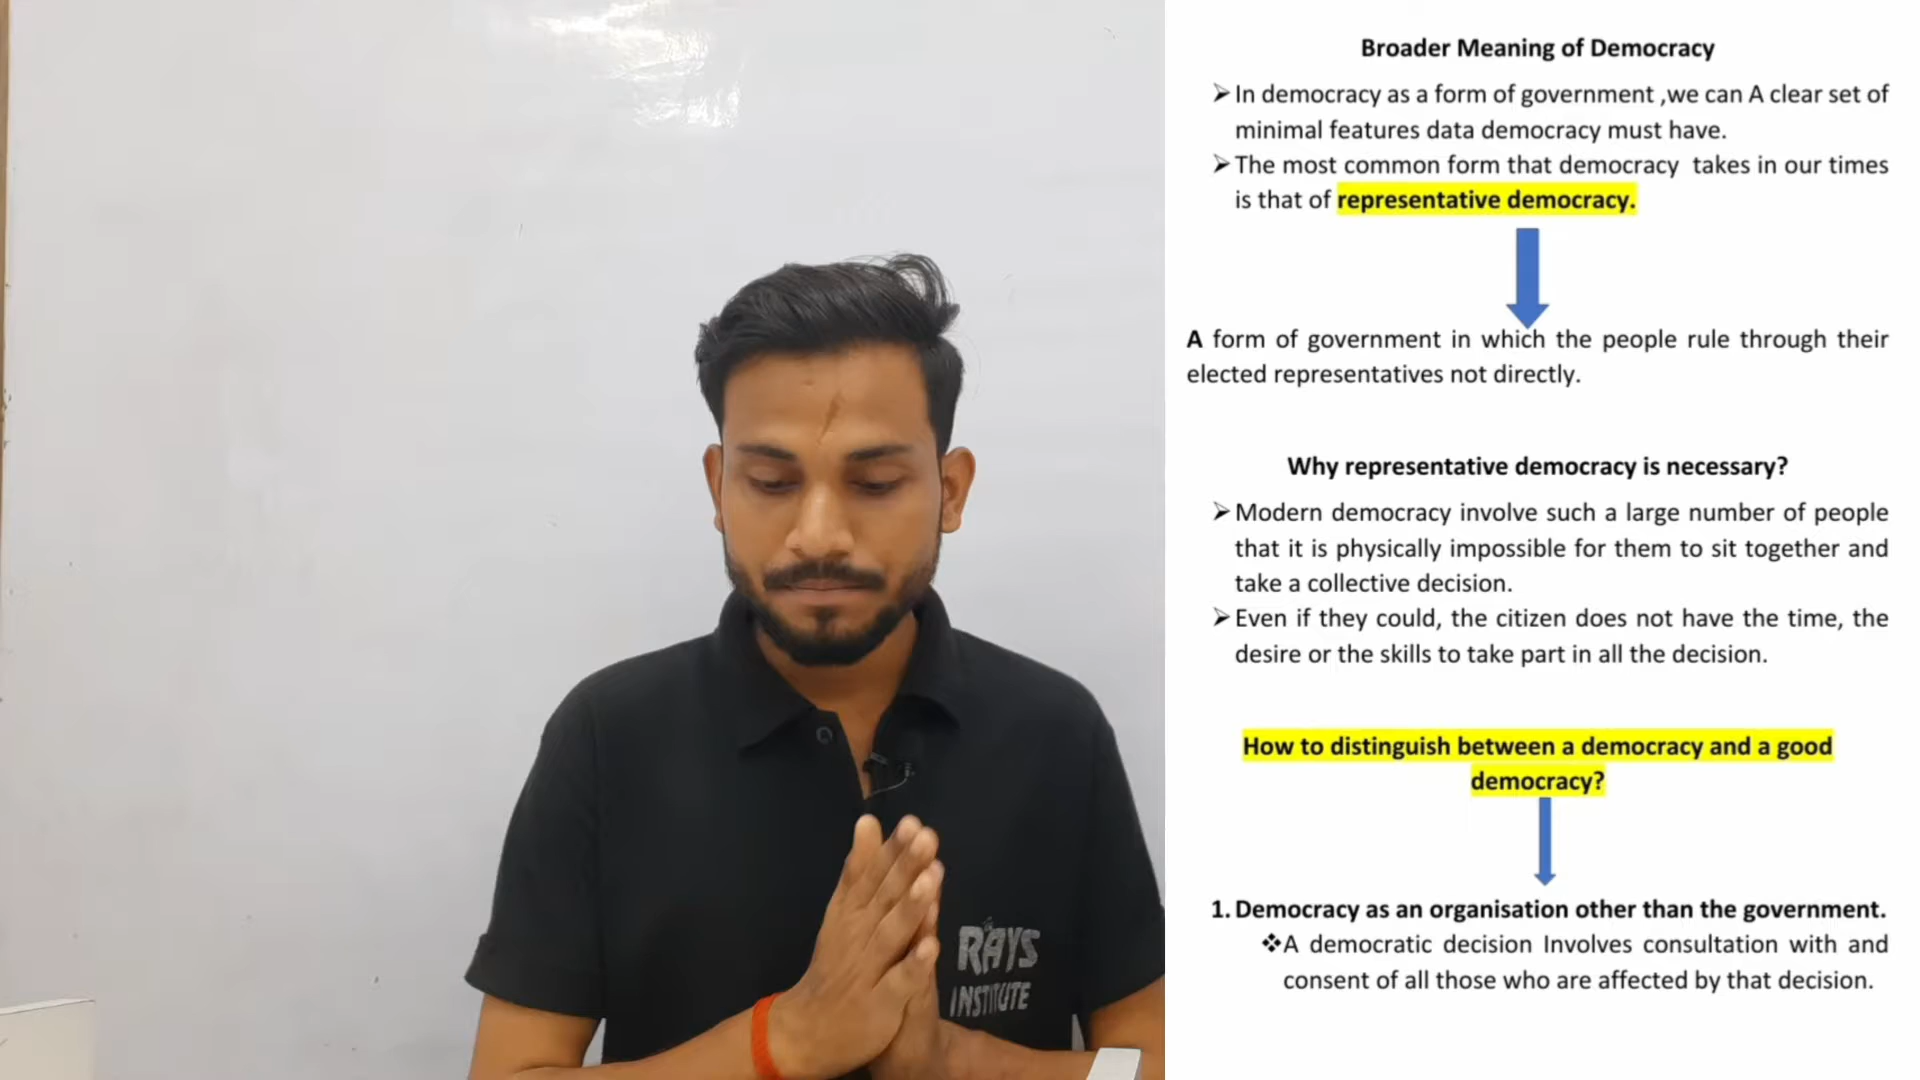 Broader Meaning of Democracy
➢In democracy as a form of government ,we can A clear set of
minimal features data democracy must have.
➢The most common form that democracy takes in our times
is that of representative democracy.
A form of government in which the people rule through their
elected representatives not directly.
Why representative democracy is necessary?
➢Modern democracy involve such a large number of people
that it is physically impossible for them to sit together and
take a collective decision.
➢Even if they could, the citizen does not have the time, the
desire or the skills to take part in all the decision.
How to distinguish between a democracy and a good
democracy?
1. Democracy as an organisation other than the government.
❖A democratic decision Involves consultation with and
consent of all those who are affected by that decision.
RAYS
INSTITUTE